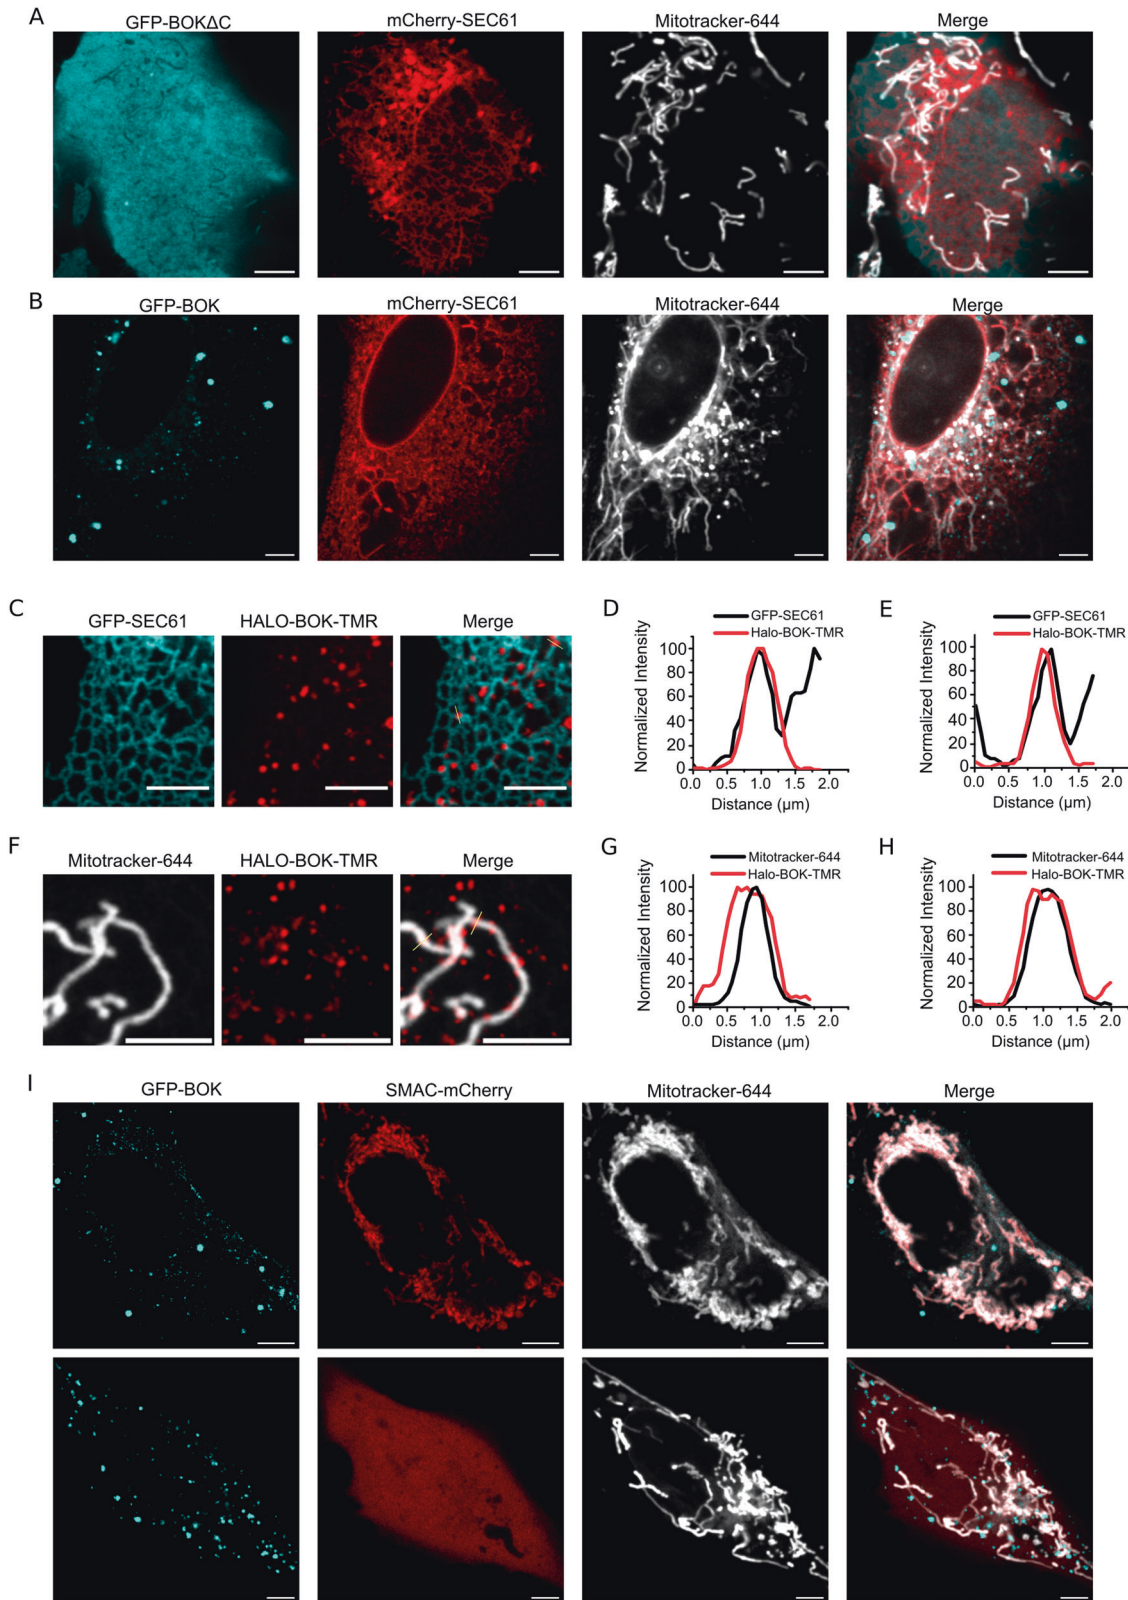 A
GFP-BOKΔC mCherry-SEC61 Mitotracker-644 Merge
B
GFP-BOK mCherry-SEC61 Mitotracker-644 Merge
C
GFP-SEC61 HALO-BOK-TMR Merge
D
GFP-SEC61
Halo-BOK-TMR
Normalized Intensity
100
80
60
40
20
0
0.0 0.5 1.0 1.5 2.0
Distance (µm)
E
GFP-SEC61
Halo-BOK-TMR
Normalized Intensity
100
80
60
40
20
0
0.0 0.5 1.0 1.5 2.0
Distance (µm)
F
Mitotracker-644 HALO-BOK-TMR Merge
G
Mitotracker-644
Halo-BOK-TMR
Normalized Intensity
100
80
60
40
20
0
0.0 0.5 1.0 1.5 2.0
Distance (µm)
H
Mitotracker-644
Halo-BOK-TMR
Normalized Intensity
100
80
60
40
20
0
0.0 0.5 1.0 1.5 2.0
Distance (µm)
I
GFP-BOK SMAC-mCherry Mitotracker-644 Merge